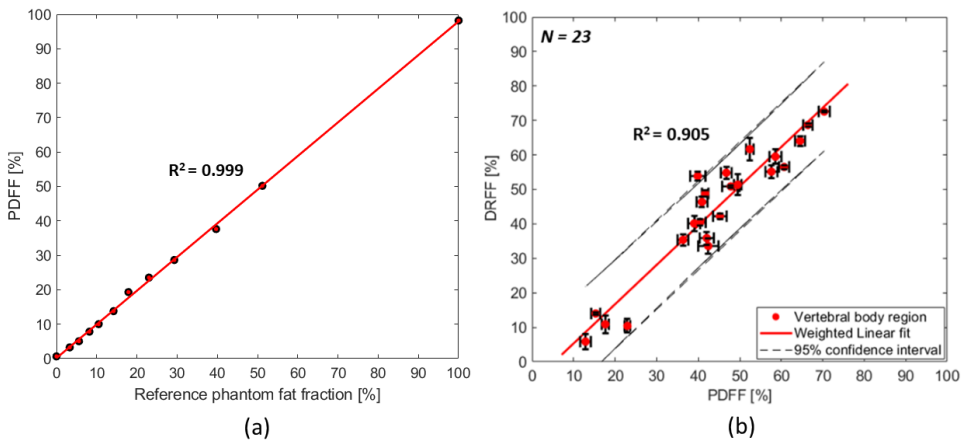 100
90
80
70
60
50
40
30
20
10
0
PDFF [%]
R² = 0.999
0 10 20 30 40 50 60 70 80 90 100
Reference phantom fat fraction [%]
(a)
100
90
80
70
60
50
40
30
20
10
0
DRFF [%]
N = 23
R² = 0.905
Vertebral body region
Weighted Linear fit
95% confidence interval
0 10 20 30 40 50 60 70 80 90 100
PDFF [%]
(b)